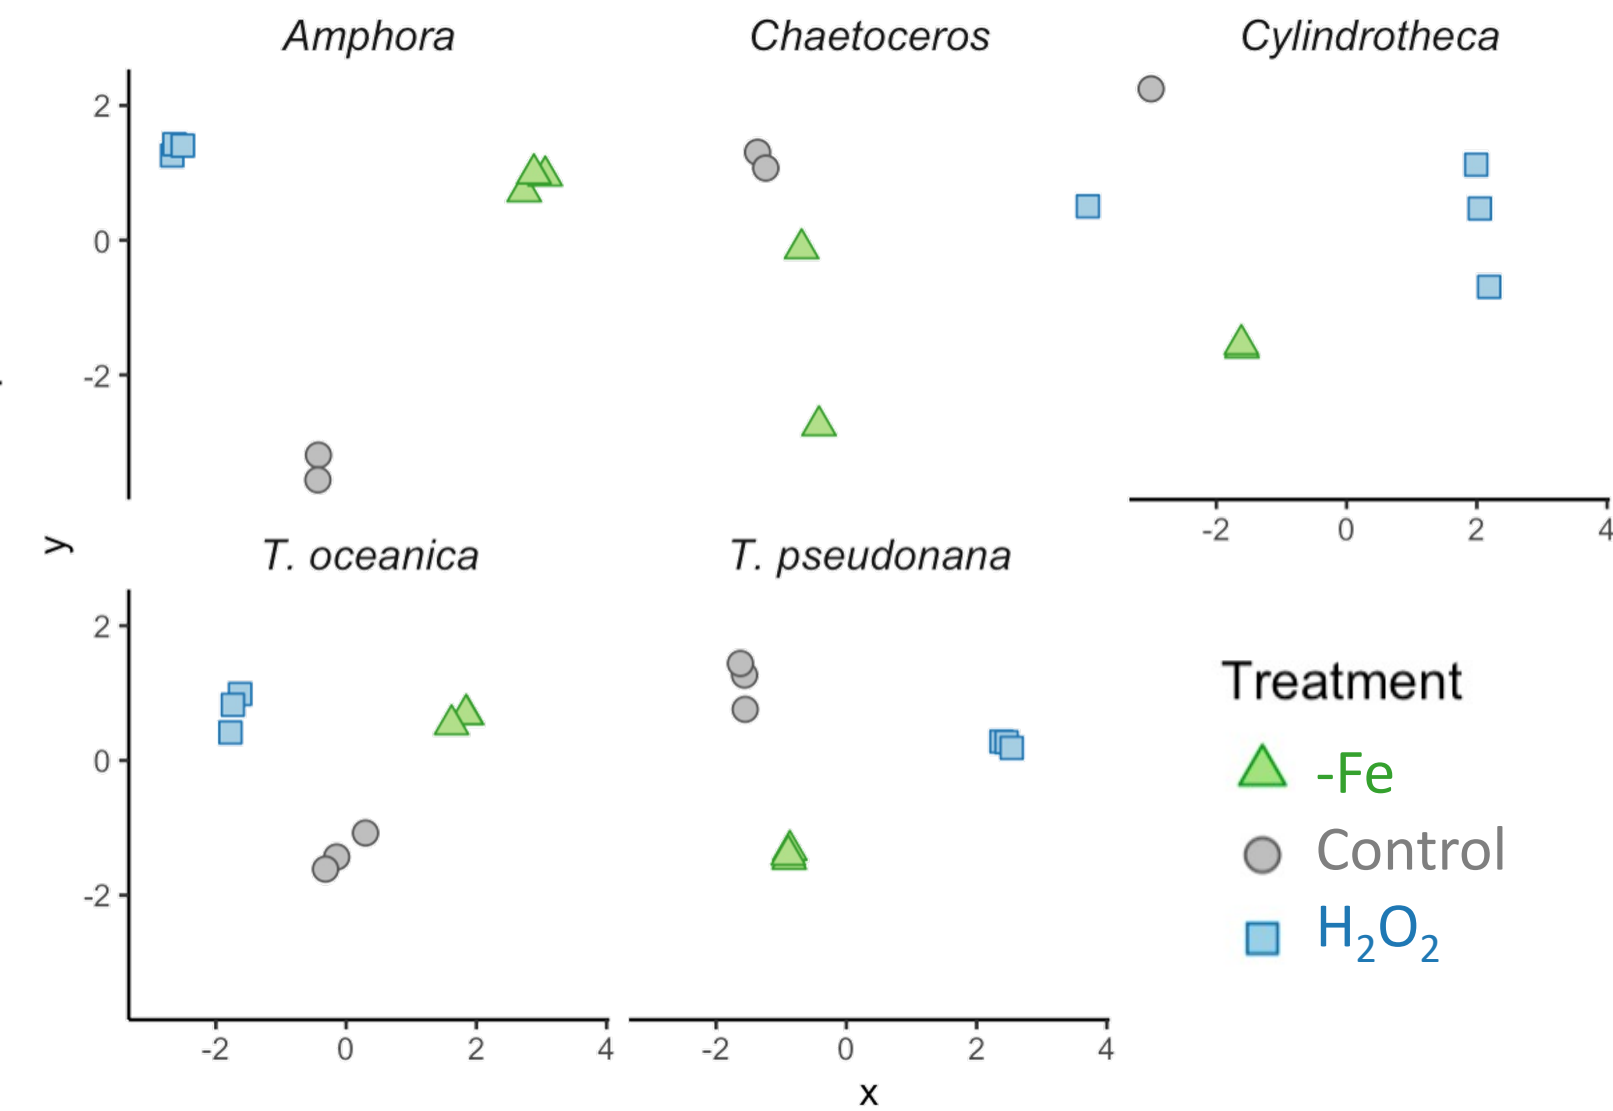 Amphora Chaetoceros Cylindrotheca
2
0
-2
-2 0 2 4
y
T. oceanica T. pseudonana
2
0
-2
-2 0 2 4 -2 0 2 4
x
Treatment
-Fe
Control
H₂O₂